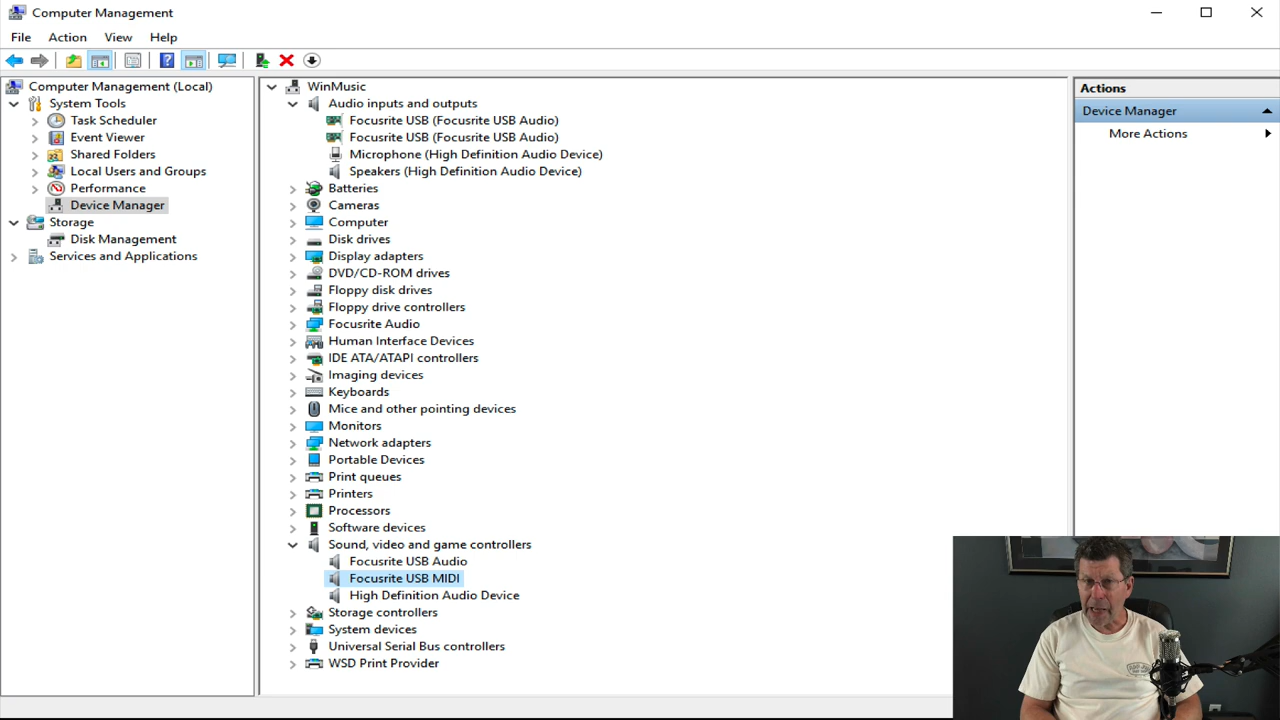 Computer Management
File Action View Help
Computer Management (Local)
System Tools
Task Scheduler
Event Viewer
Shared Folders
Local Users and Groups
Performance
Device Manager
Storage
Disk Management
Services and Applications
WinMusic
Audio inputs and outputs
Focusrite USB (Focusrite USB Audio)
Focusrite USB (Focusrite USB Audio)
Microphone (High Definition Audio Device)
Speakers (High Definition Audio Device)
Batteries
Cameras
Computer
Disk drives
Display adapters
DVD/CD-ROM drives
Floppy disk drives
Floppy drive controllers
Focusrite Audio
Human Interface Devices
IDE ATA/ATAPI controllers
Imaging devices
Keyboards
Mice and other pointing devices
Monitors
Network adapters
Portable Devices
Print queues
Printers
Processors
Software devices
Sound, video and game controllers
Focusrite USB Audio
Focusrite USB MIDI
High Definition Audio Device
Storage controllers
System devices
Universal Serial Bus controllers
WSD Print Provider
Actions
Device Manager
More Actions